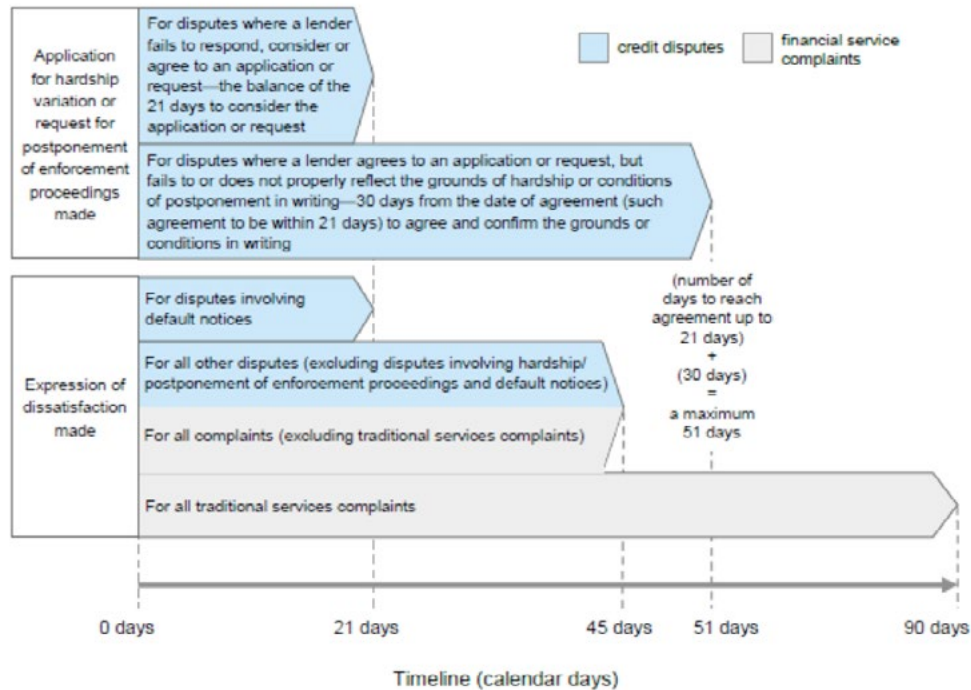 Application
for hardship
variation or
request for
postponement
of enforcement
proceedings
made
For disputes where a lender
fails to respond, consider or
agree to an application or
request—the balance of the
21 days to consider the
application or request
credit disputes
financial service
complaints
For disputes where a lender agrees to an application or request, but
fails to or does not properly reflect the grounds of hardship or conditions
of postponement in writing—30 days from the date of agreement (such
agreement to be within 21 days) to agree and confirm the grounds or
conditions in writing
Expression of
dissatisfaction
made
For disputes involving
default notices
For all other disputes (excluding disputes involving hardship/
postponement of enforcement proceedings and default notices)
For all complaints (excluding traditional services complaints)
For all traditional services complaints
(number of
days to reach
agreement up to
21 days)
+
(30 days)
=
a maximum
51 days
0 days
21 days
45 days
51 days
90 days
Timeline (calendar days)